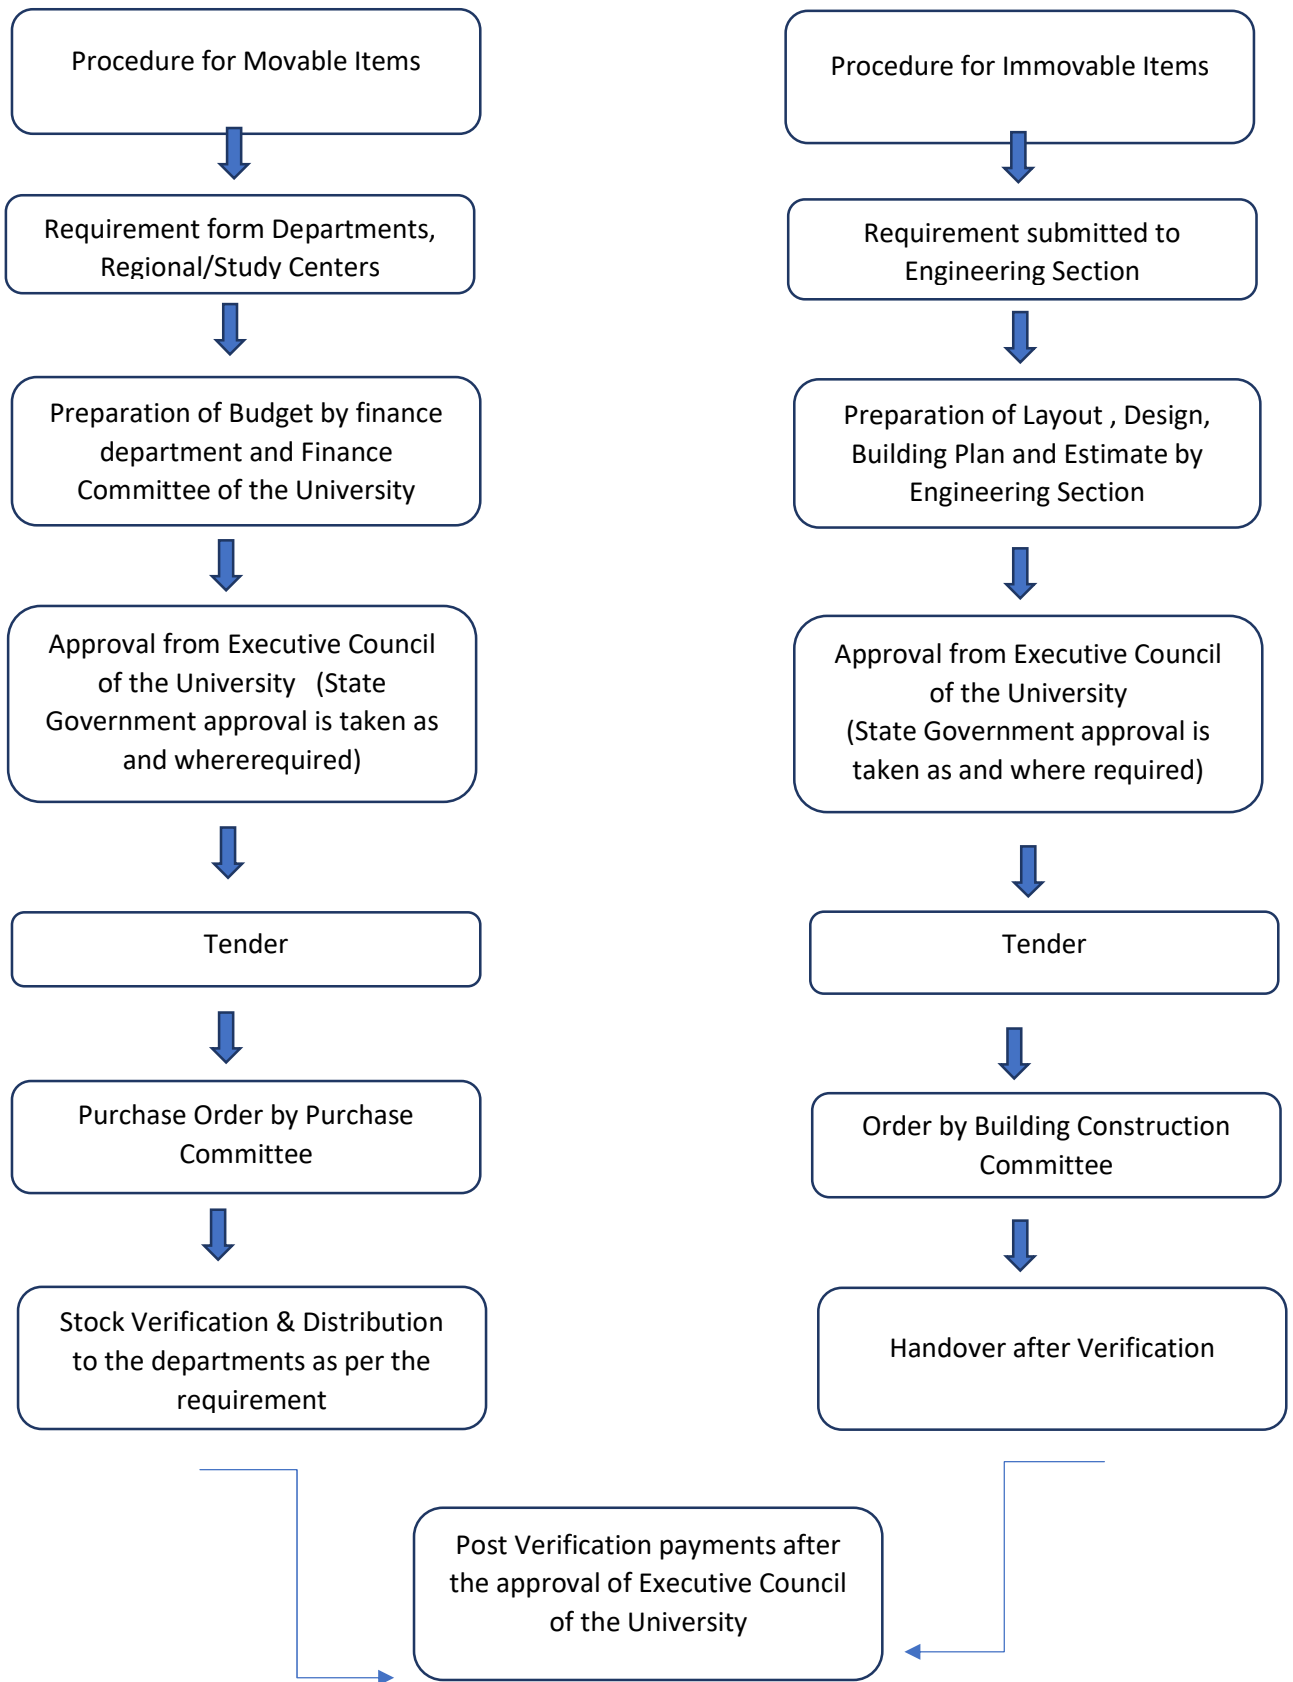 Procedure for Movable Items
Requirement form Departments,
Regional/Study Centers
Preparation of Budget by finance
department and Finance
Committee of the University
Approval from Executive Council
of the University (State
Government approval is taken as
and whererequired)
Tender
Purchase Order by Purchase
Committee
Stock Verification & Distribution
to the departments as per the
requirement
Procedure for Immovable Items
Requirement submitted to
Engineering Section
Preparation of Layout , Design,
Building Plan and Estimate by
Engineering Section
Approval from Executive Council
of the University
(State Government approval is
taken as and where required)
Tender
Order by Building Construction
Committee
Handover after Verification
Post Verification payments after
the approval of Executive Council
of the University